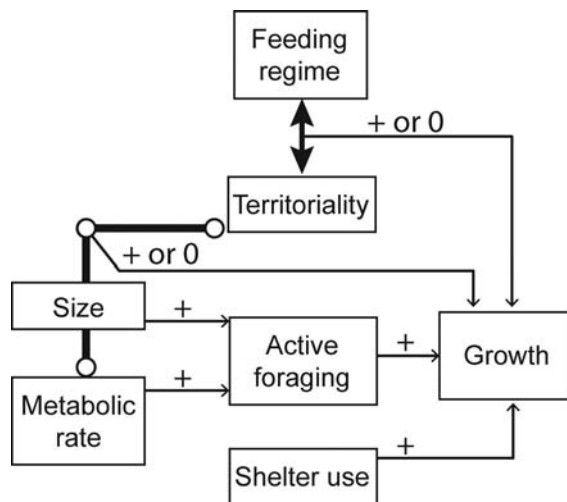 Feeding
regime
+ or 0
Territoriality
+ or 0
Size
+
Active
foraging
+
Growth
Metabolic
rate
+
Shelter use
+